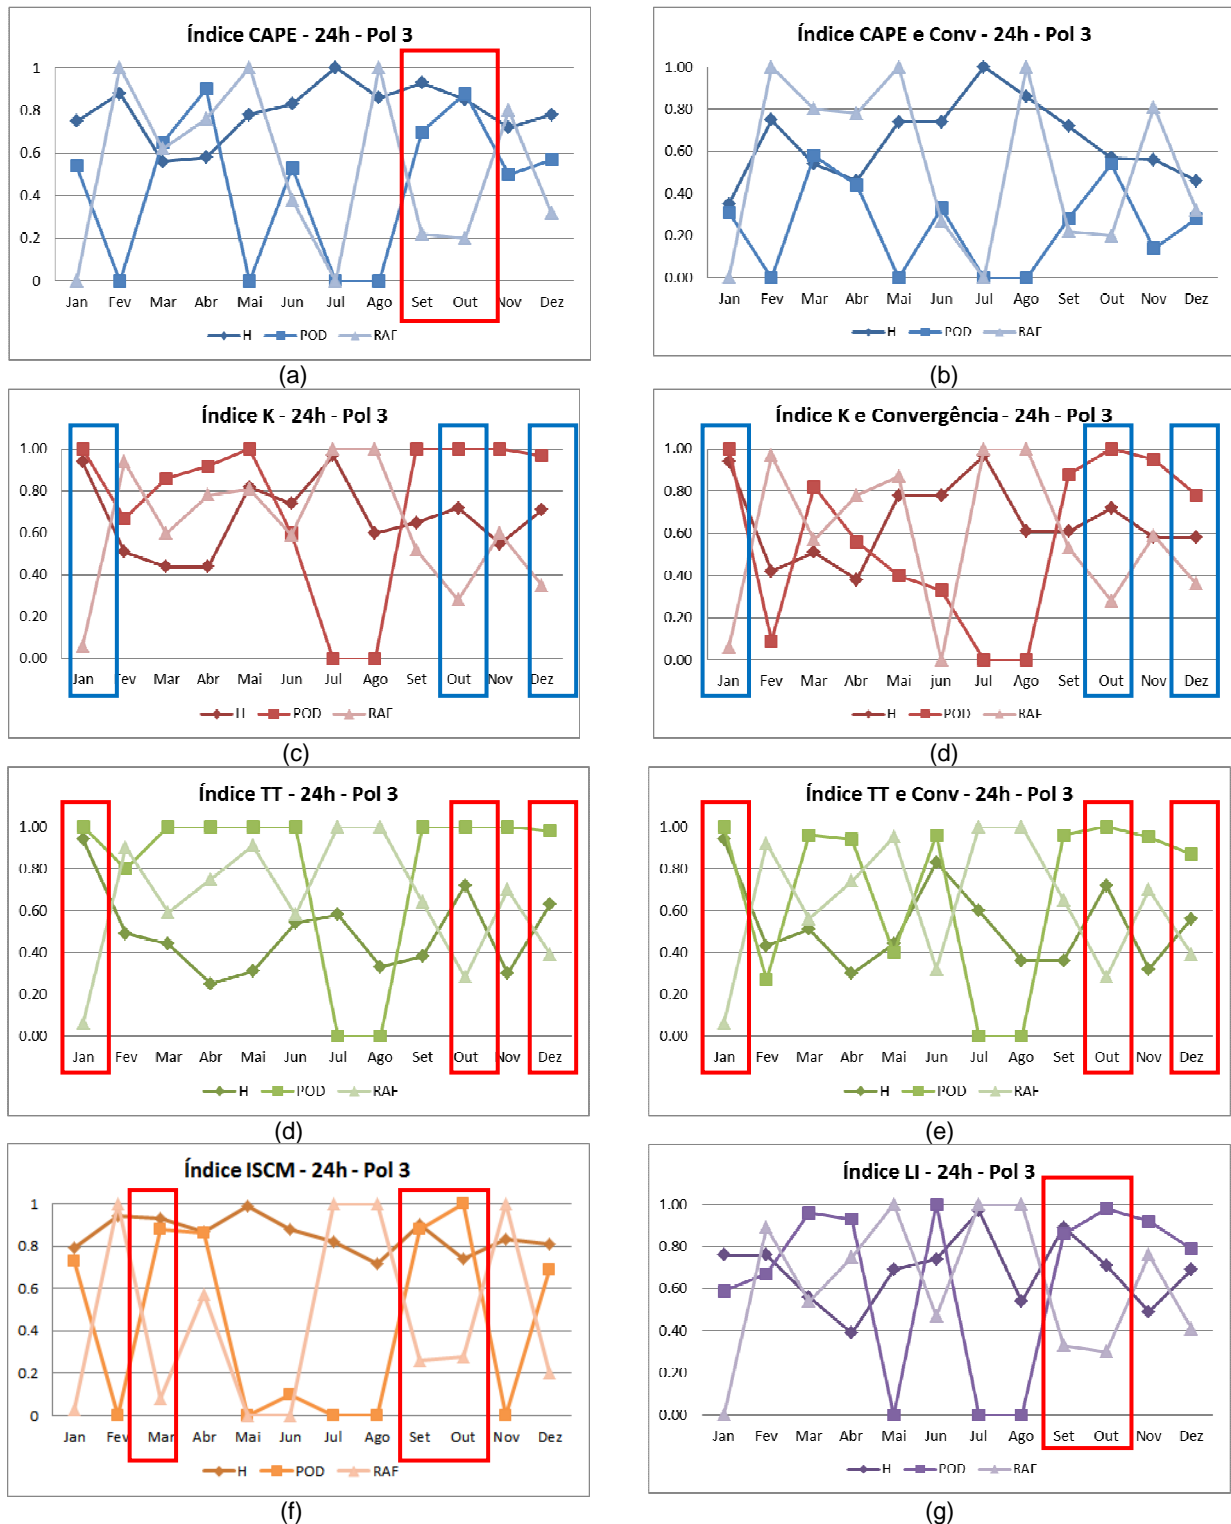 Índice CAPE - 24h - Pol 3
1
0.8
0.6
0.4
0.2
0
Jan Fev Mar Abr Mai Jun Jul Ago Set Out Nov Dez
H POD RAF
(a)
Índice CAPE e Conv - 24h - Pol 3
1.00
0.80
0.60
0.40
0.20
0.00
Jan Fev Mar Abr Mai Jun Jul Ago Set Out Nov Dez
H POD RAF
(b)
Índice K - 24h - Pol 3
1.00
0.80
0.60
0.40
0.20
0.00
Jan Fev Mar Abr Mai Jun Jul Ago Set Out Nov Dez
H POD RAF
(c)
Índice K e Convergência - 24h - Pol 3
1.00
0.80
0.60
0.40
0.20
0.00
Jan Fev Mar Abr Mai jun Jul Ago Set Out Nov Dez
H POD RAF
(d)
Índice TT - 24h - Pol 3
1.00
0.80
0.60
0.40
0.20
0.00
Jan Fev Mar Abr Mai Jun Jul Ago Set Out Nov Dez
H POD RAF
(d)
Índice TT e Conv - 24h - Pol 3
1.00
0.80
0.60
0.40
0.20
0.00
Jan Fev Mar Abr Mai Jun Jul Ago Set Out Nov Dez
H POD RAF
(e)
Índice ISCM - 24h - Pol 3
1
0.8
0.6
0.4
0.2
0
Jan Fev Mar Abr Mai Jun Jul Ago Set Out Nov Dez
H POD RAF
(f)
Índice LI - 24h - Pol 3
1.00
0.80
0.60
0.40
0.20
0.00
Jan Fev Mar Abr Mai Jun Jul Ago Set Out Nov Dez
H POD RAF
(g)